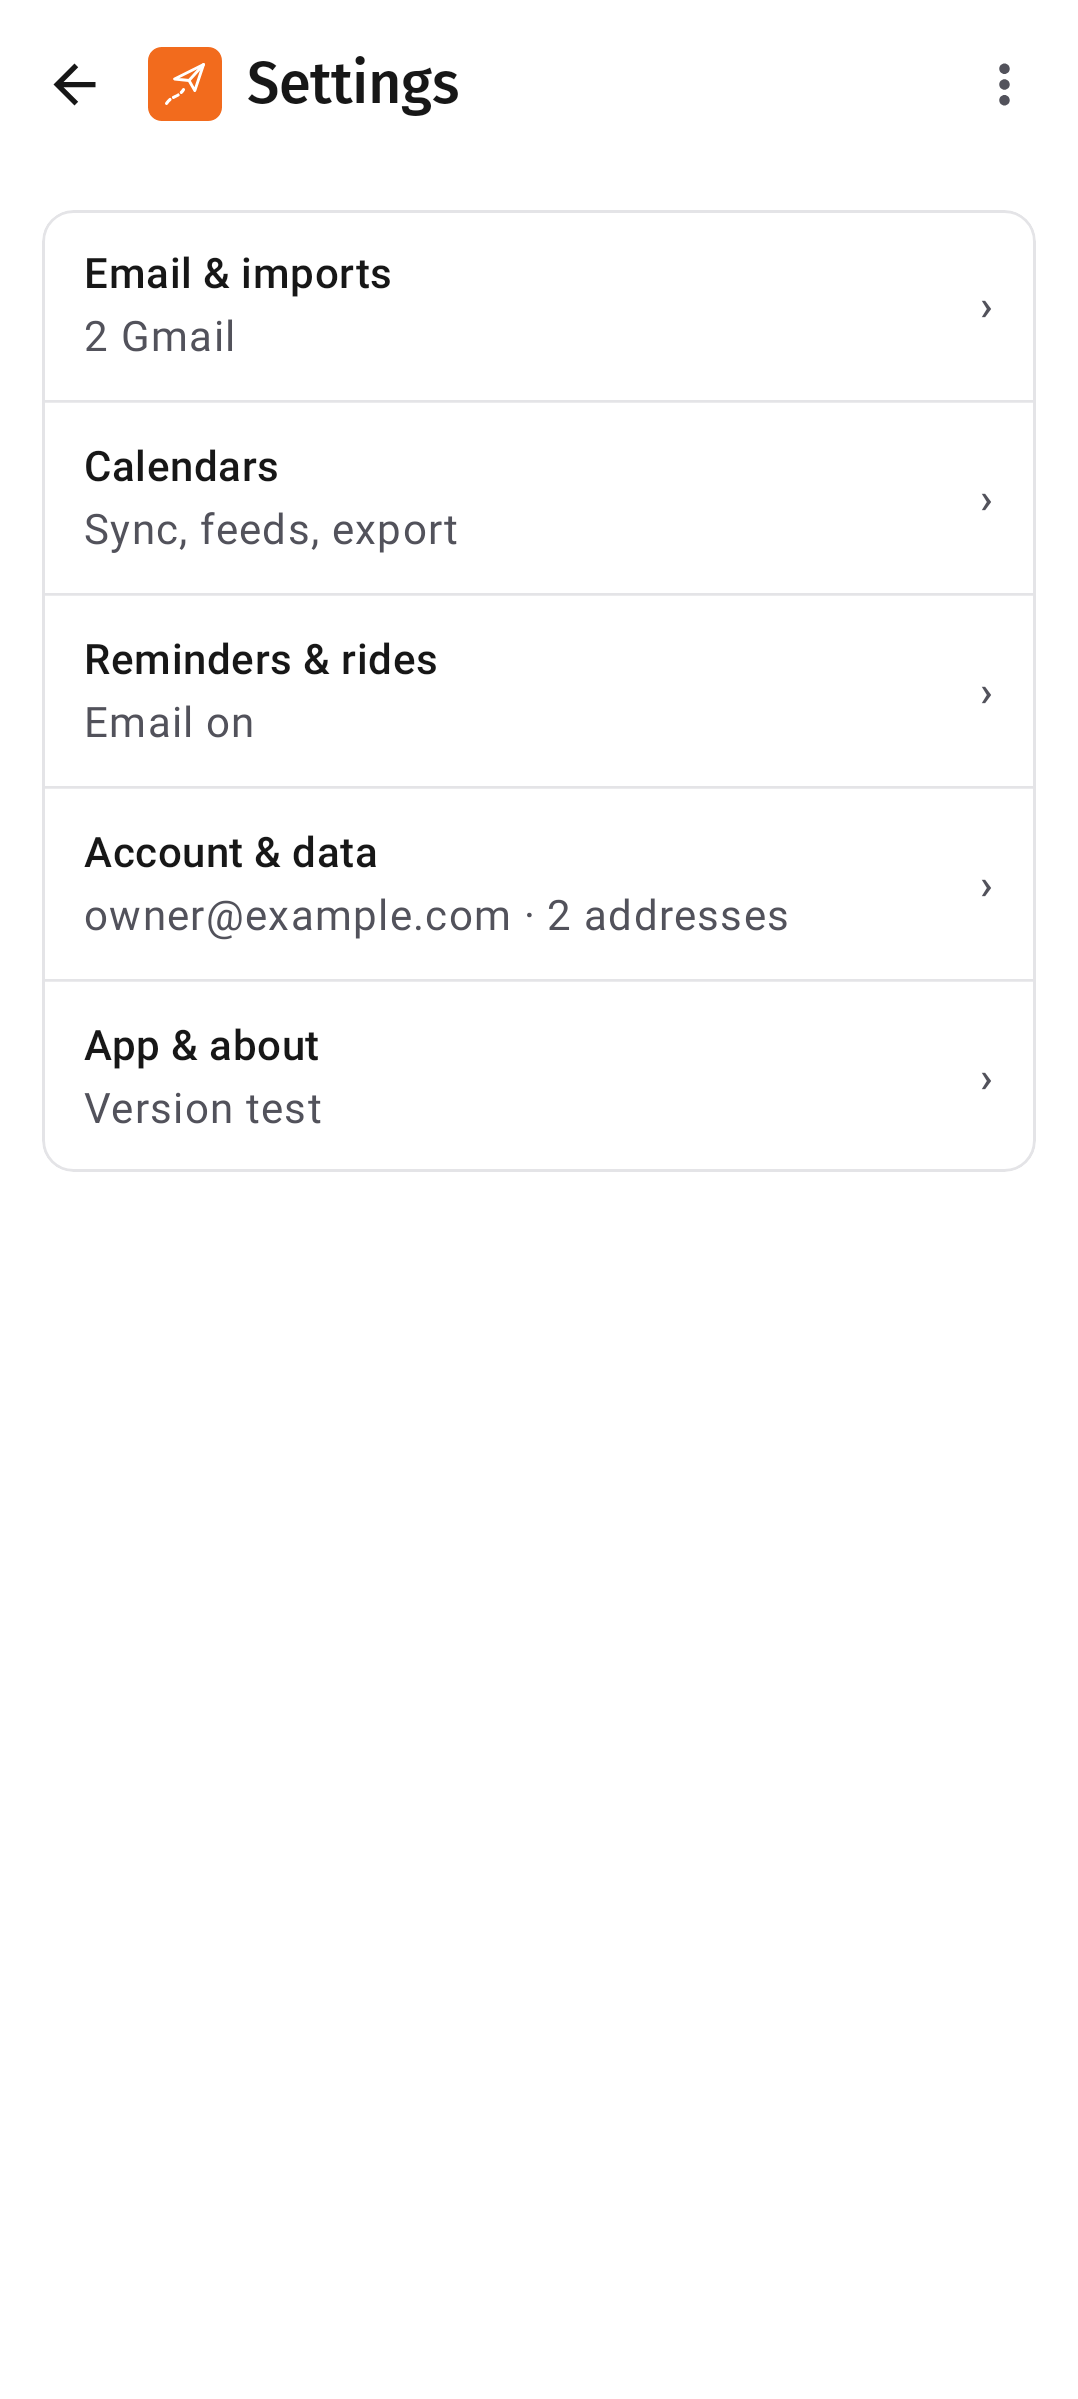 Settings
Email & imports
2 Gmail
Calendars
Sync, feeds, export
Reminders & rides
Email on
Account & data
owner@example.com · 2 addresses
App & about
Version test